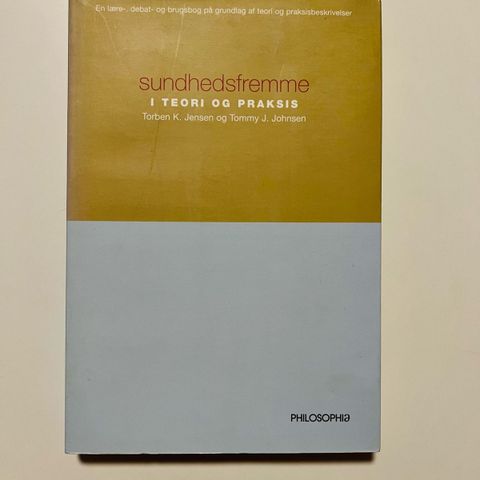 En lære-, debat- og brugsbog på grundlag af teori og praksisbeskrivelser
sundhedsfremme
I TEORI OG PRAKSIS
Torben K. Jensen og Tommy J. Johnsen
PHILOSOPHIA